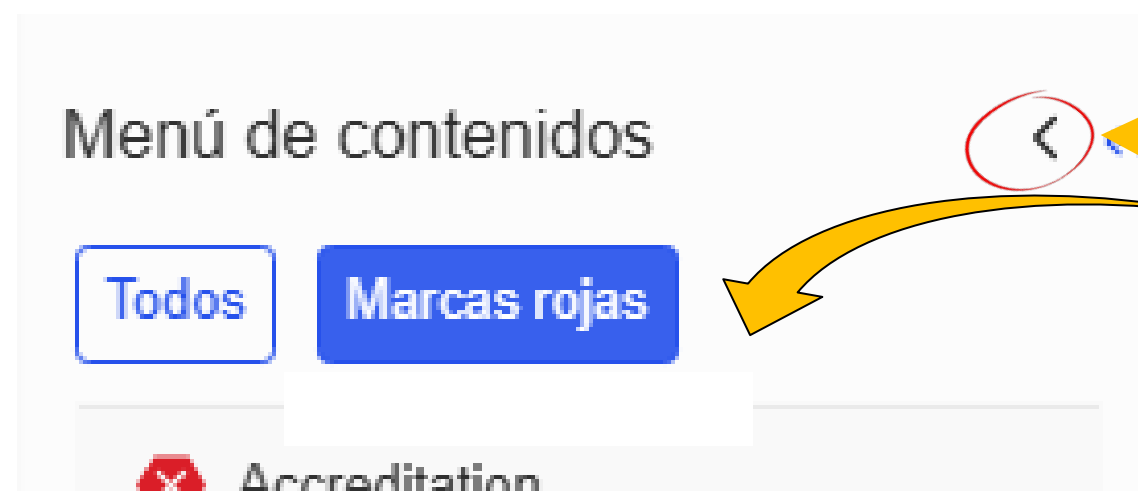 Menú de contenidos
Todos
Marcas rojas
Accreditation